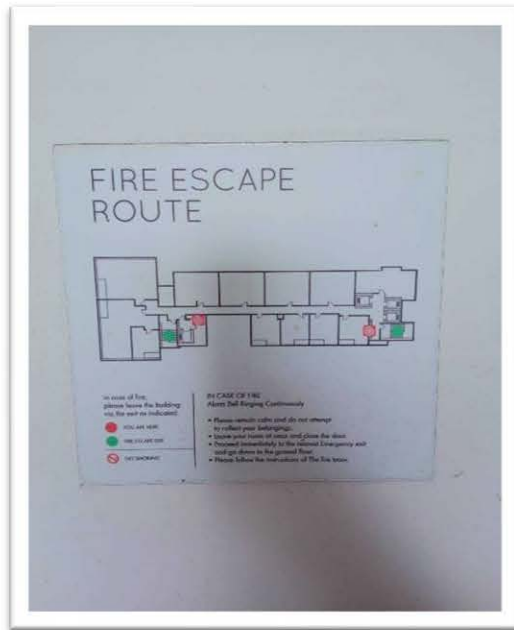 FIRE ESCAPE
ROUTE
In case of fire,
please leave the building
via the exit as indicated
YOU ARE HERE
FIRE ESCAPE EXIT
NO SMOKING
IN CASE OF FIRE
Alarm Bell Ringing Continuously
• Please remain calm and do not attempt
to collect your belongings.
• Leave your room at once and close the door.
• Proceed immediately to the nearest Emergency exit
and go down to the ground floor.
• Please follow the instructions of The fire team.